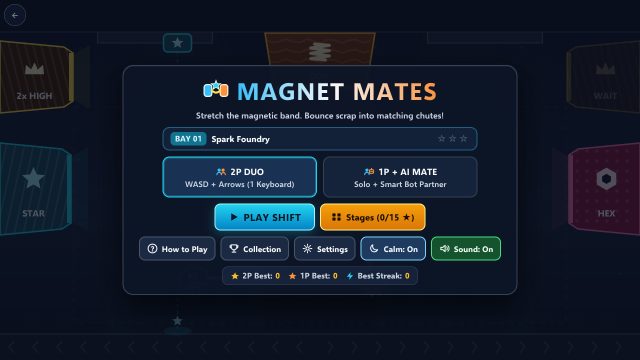 MAGNET MATES
Stretch the magnetic band. Bounce scrap into matching chutes!
BAY 01 Spark Foundry
2P DUO
WASD + Arrows (1 Keyboard)
1P + AI MATE
Solo + Smart Bot Partner
PLAY SHIFT
Stages (0/15 ★)
How to Play
Collection
Settings
Calm: On
Sound: On
2P Best: 0
1P Best: 0
Best Streak: 0
2x HIGH
STAR
WAIT
HEX